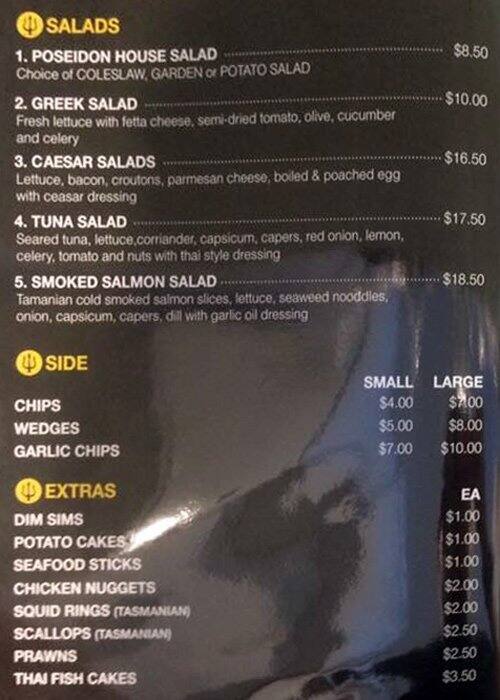 SALADS
1. POSEIDON HOUSE SALAD $8.50
Choice of COLESLAW, GARDEN or POTATO SALAD
2. GREEK SALAD $10.00
Fresh lettuce with fetta cheese, semi-dried tomato, olive, cucumber
and celery
3. CAESAR SALADS $16.50
Lettuce, bacon, croutons, parmesan cheese, boiled & poached egg
with ceasar dressing
4. TUNA SALAD $17.50
Seared tuna, lettuce,corriander, capsicum, capers, red onion, lemon,
celery, tomato and nuts with thai style dressing
5. SMOKED SALMON SALAD $18.50
Tamanian cold smoked salmon slices, lettuce, seaweed nooddles,
onion, capsicum, capers, dill with garlic oil dressing
SIDE
SMALL LARGE
CHIPS $4.00 $7.00
WEDGES $5.00 $8.00
GARLIC CHIPS $7.00 $10.00
EXTRAS
EA
DIM SIMS $1.00
POTATO CAKES $1.00
SEAFOOD STICKS $1.00
CHICKEN NUGGETS $2.00
SQUID RINGS (TASMANIAN) $2.00
SCALLOPS (TASMANIAN) $2.50
PRAWNS $2.50
THAI FISH CAKES $3.50